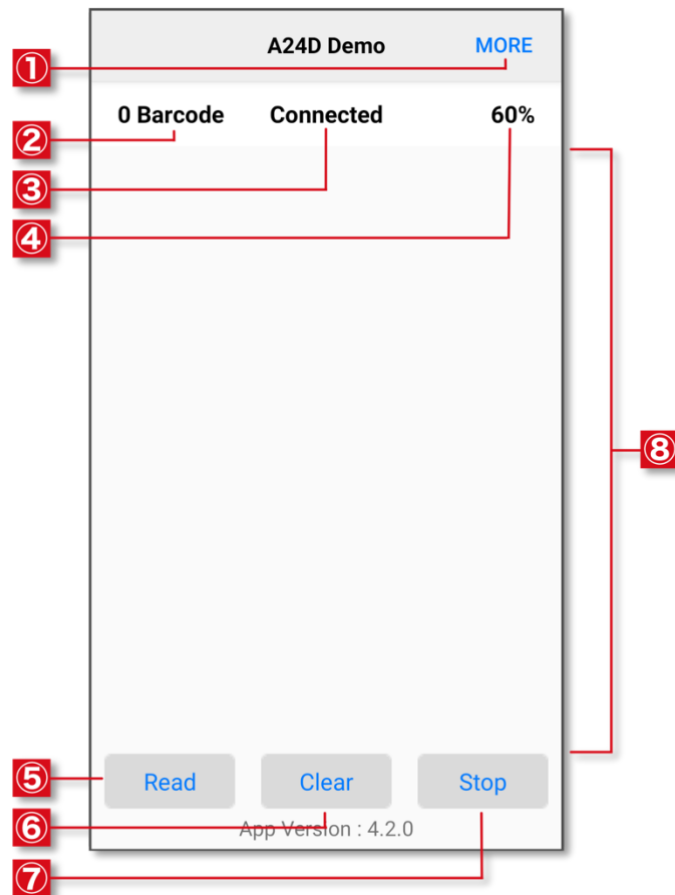 A24D Demo MORE
①
0 Barcode Connected 60%
②
③
④
⑧
⑤ Read Clear Stop
⑥ App Version : 4.2.0
⑦